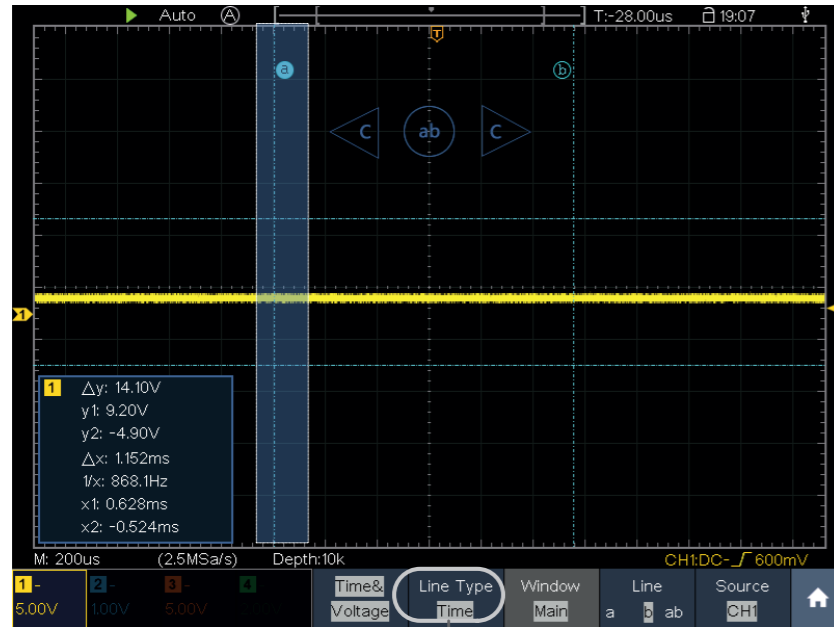 Auto A T:-28.00us 19:07
T
a b
C ab C
1
1 △y: 14.10V
y1: 9.20V
y2: -4.90V
△x: 1.152ms
1/x: 868.1Hz
x1: 0.628ms
x2: -0.524ms
M: 200us (2.5MSa/s) Depth:10k CH1:DC- 600mV
1 - 2 - 3 - 4 Time& Line Type Window Line Source
5.00V 1.00V 5.00V Voltage Time Main a b ab CH1